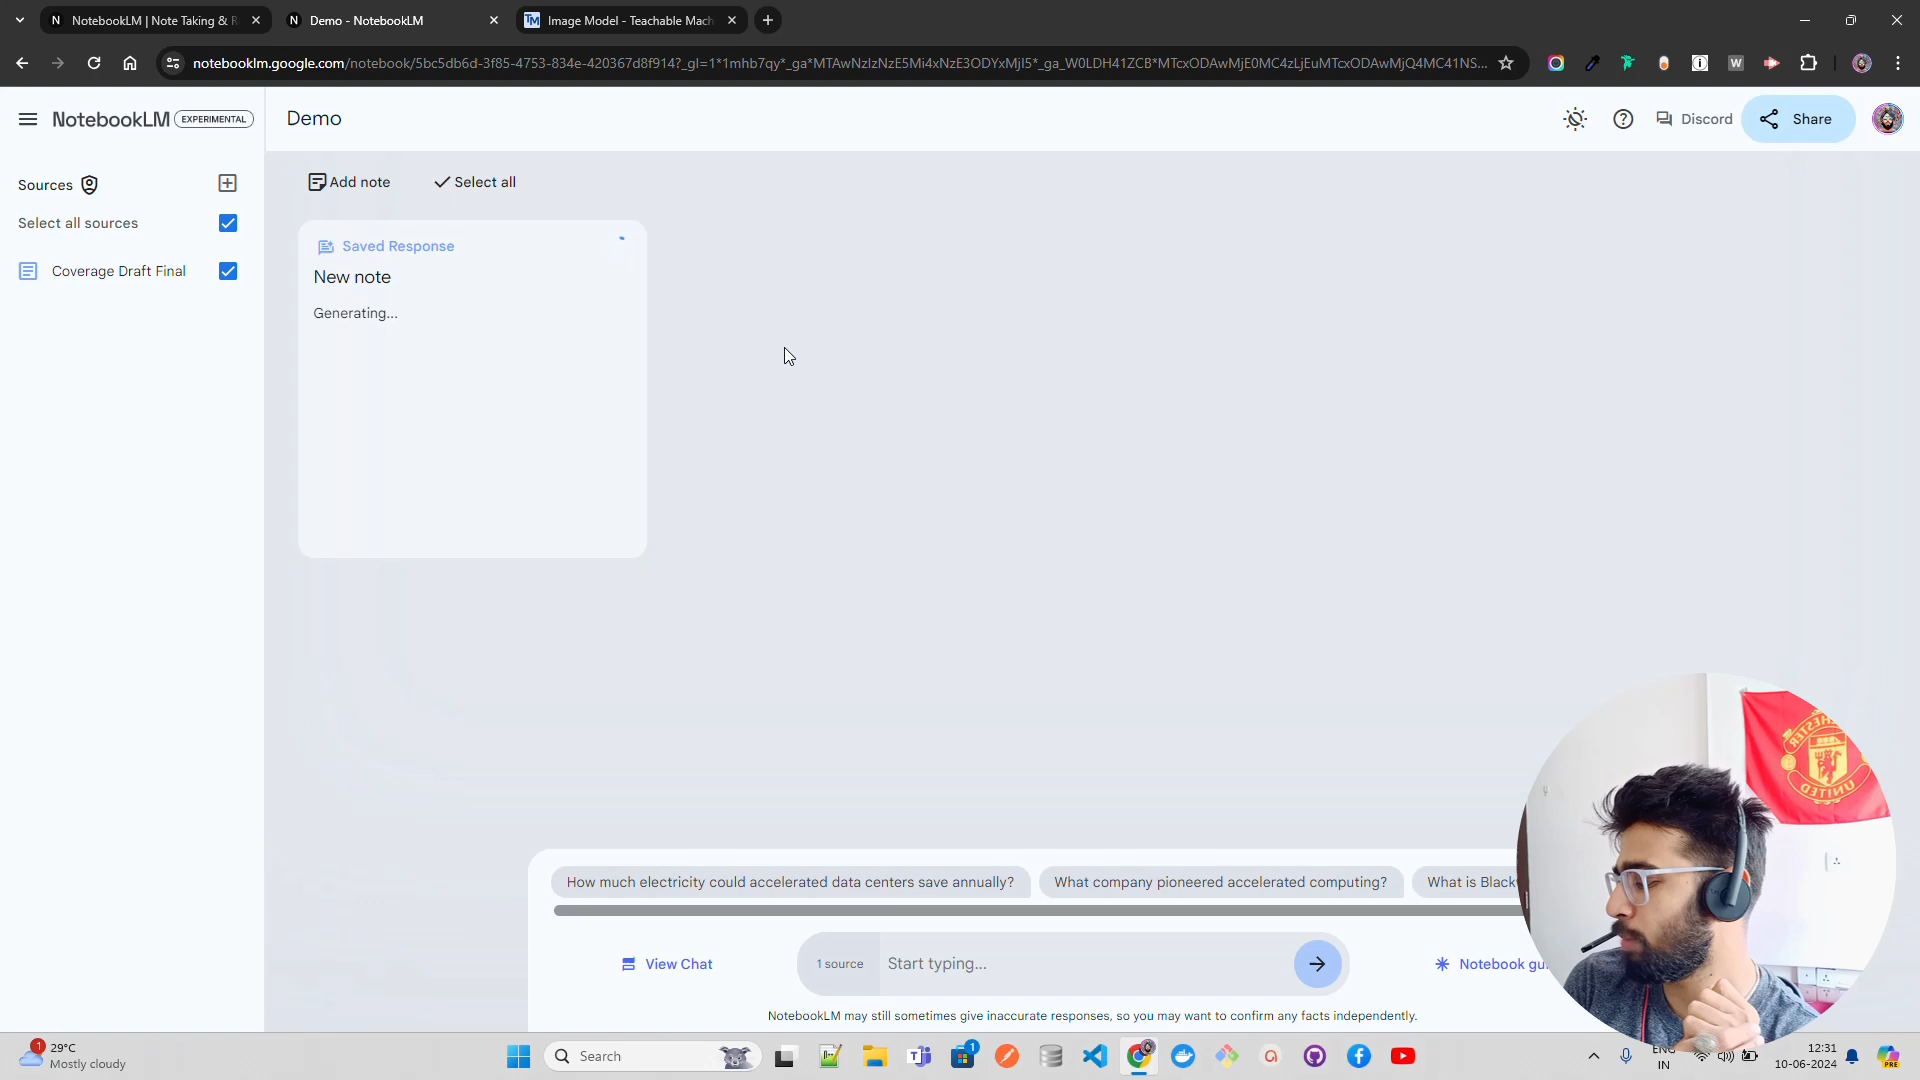 NotebookLM | Note Taking & R
Demo - NotebookLM
Image Model - Teachable Mach
notebooklm.google.com/notebook/5bc5db6d-3f85-4753-834e-420367d8f914?_gl=1*1mhb7qy*_ga*MTAwNzIzNzE5Mi4xNzE3ODYxMjI5*_ga_W0LDH41ZCB*MTcxODAwMjE0MC4zLjEuMTcxODAwMjQ4MC41NS...
NotebookLM EXPERIMENTAL
Demo
Discord
Share
Sources
Select all sources
Coverage Draft Final
Add note
Select all
Saved Response
New note
Generating...
How much electricity could accelerated data centers save annually?
What company pioneered accelerated computing?
What is Black
View Chat
1 source
Start typing...
Notebook gui
NotebookLM may still sometimes give inaccurate responses, so you may want to confirm any facts independently.
29°C
Mostly cloudy
Search
ENG
IN
12:31
10-06-2024